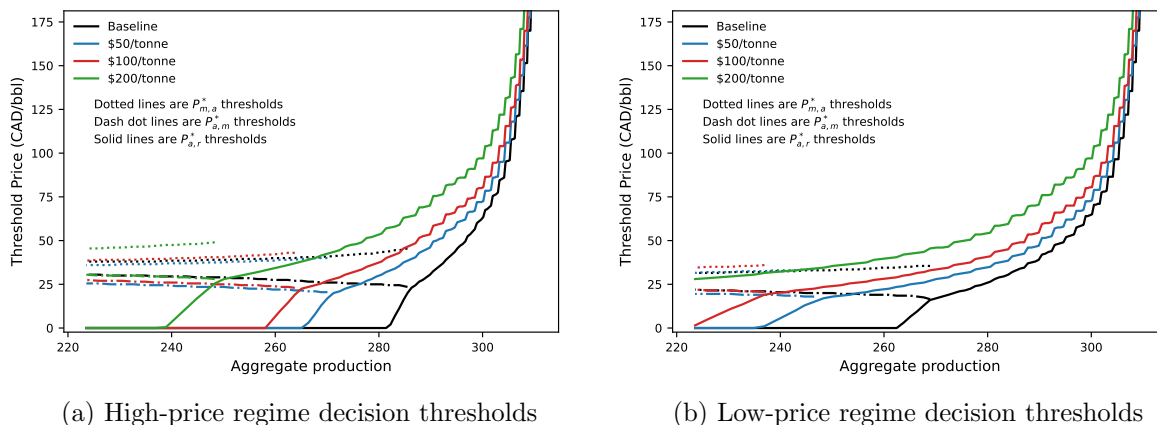 Threshold Price (CAD/bbl)
175
150
125
100
75
50
25
0
Baseline
$50/tonne
$100/tonne
$200/tonne
Dotted lines are P*m,a thresholds
Dash dot lines are P*a,m thresholds
Solid lines are P*a,r thresholds
220 240 260 280 300
Aggregate production
(a) High-price regime decision thresholds
Threshold Price (CAD/bbl)
175
150
125
100
75
50
25
0
Baseline
$50/tonne
$100/tonne
$200/tonne
Dotted lines are P*m,a thresholds
Dash dot lines are P*a,m thresholds
Solid lines are P*a,r thresholds
220 240 260 280 300
Aggregate production
(b) Low-price regime decision thresholds